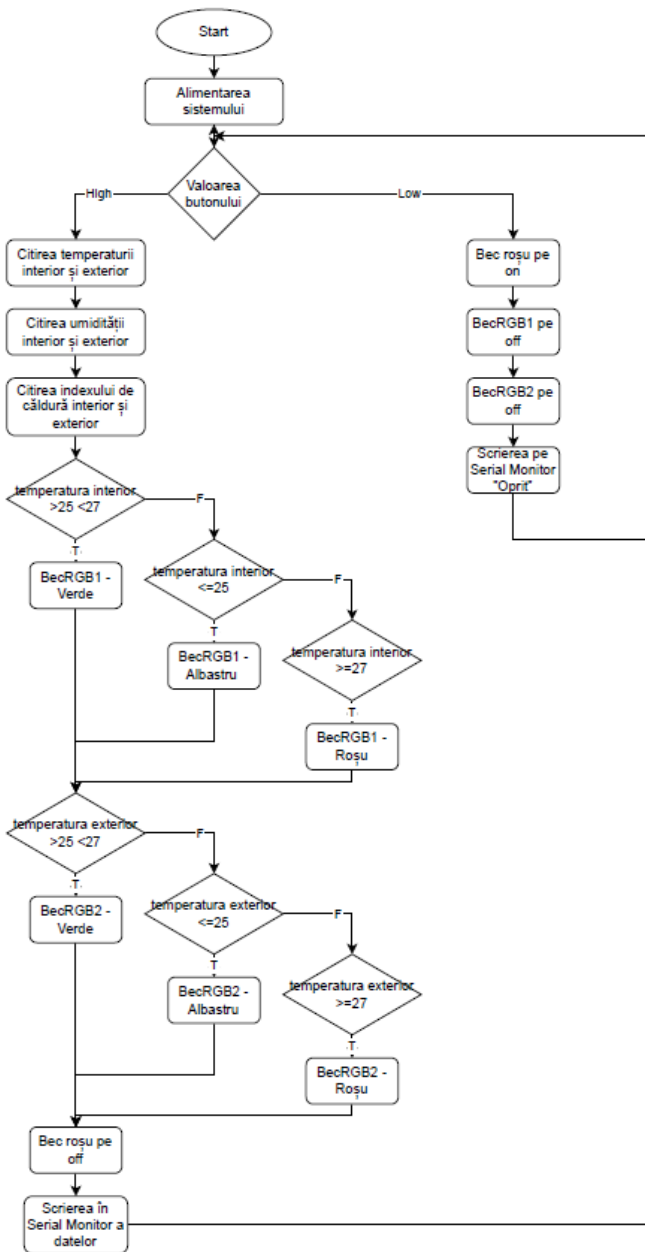 Start
Alimentarea
sistemului
Valoarea
butonului
High
Low
Citirea temperaturii
interior și exterior
Bec roșu pe
on
Citirea umidității
interior și exterior
BecRGB1 pe
off
Citirea indexului de
căldură interior și
exterior
BecRGB2 pe
off
Scrierea pe
Serial Monitor
"Oprit"
temperatura interior
>25 <27
F
T
BecRGB1 -
Verde
temperatura interior
<=25
F
T
BecRGB1 -
Albastru
temperatura interior
>=27
T
BecRGB1 -
Roșu
temperatura exterior
>25 <27
F
T
BecRGB2 -
Verde
temperatura exterior
<=25
F
T
BecRGB2 -
Albastru
temperatura exterior
>=27
T
BecRGB2 -
Roșu
Bec roșu pe
off
Scrierea în
Serial Monitor a
datelor